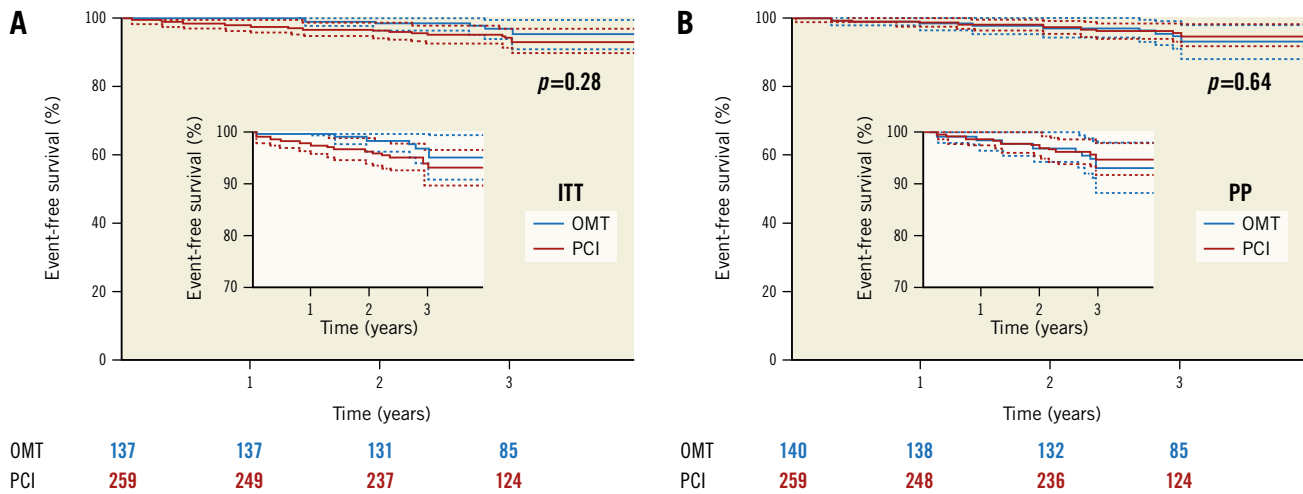 A
100
80
60
40
20
0
Event-free survival (%)
p=0.28
100
90
80
70
Event-free survival (%)
1 2 3
Time (years)
ITT
OMT
PCI
1 2 3
Time (years)
OMT 137 137 131 85
PCI 259 249 237 124
B
100
80
60
40
20
0
Event-free survival (%)
p=0.64
100
90
80
70
Event-free survival (%)
1 2 3
Time (years)
PP
OMT
PCI
1 2 3
Time (years)
OMT 140 138 132 85
PCI 259 248 236 124